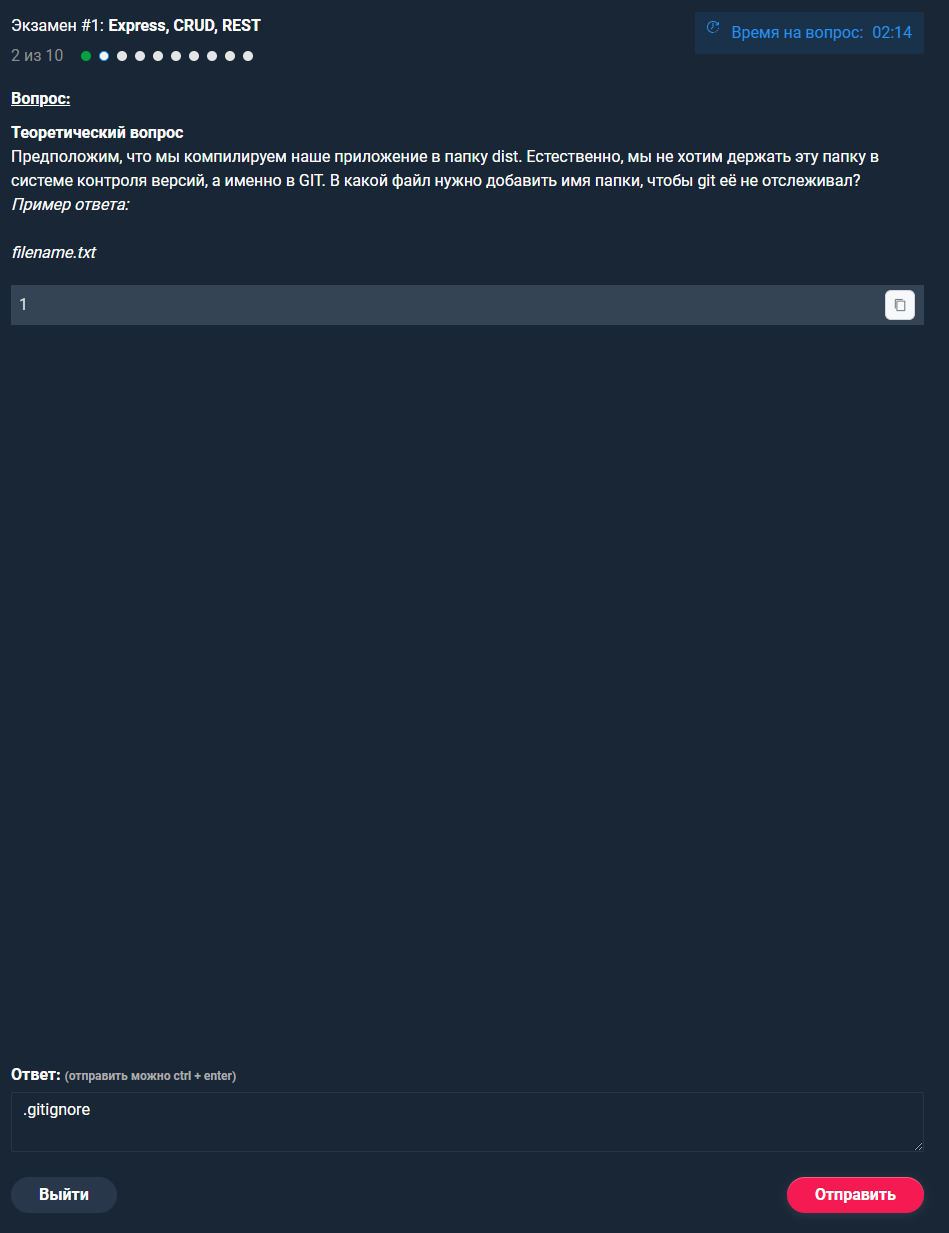 Экзамен #1: Express, CRUD, REST
Время на вопрос: 02:14
2 из 10
Вопрос:
Теоретический вопрос
Предположим, что мы компилируем наше приложение в папку dist. Естественно, мы не хотим держать эту папку в
системе контроля версий, а именно в GIT. В какой файл нужно добавить имя папки, чтобы git её не отслеживал?
Пример ответа:
filename.txt
1
Ответ: (отправить можно ctrl + enter)
.gitignore
Выйти
Отправить